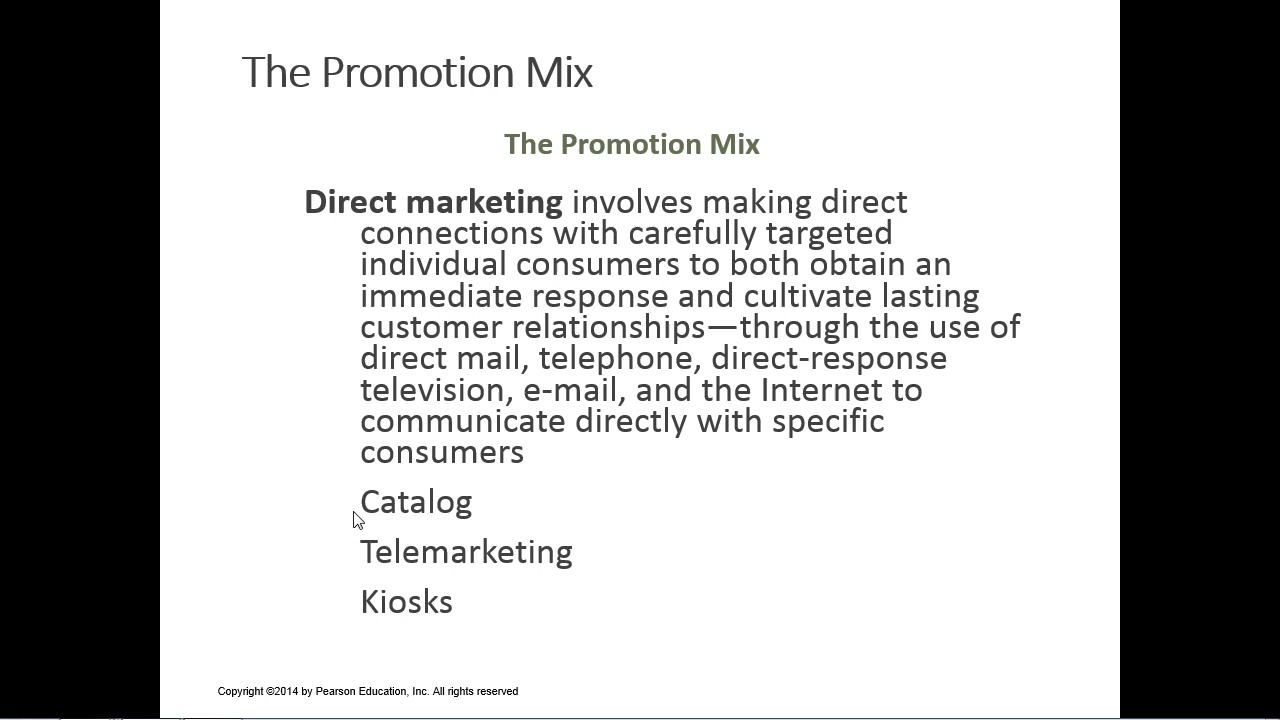 The Promotion Mix
The Promotion Mix
Direct marketing involves making direct
connections with carefully targeted
individual consumers to both obtain an
immediate response and cultivate lasting
customer relationships—through the use of
direct mail, telephone, direct-response
television, e-mail, and the Internet to
communicate directly with specific
consumers
Catalog
Telemarketing
Kiosks
Copyright ©2014 by Pearson Education, Inc. All rights reserved